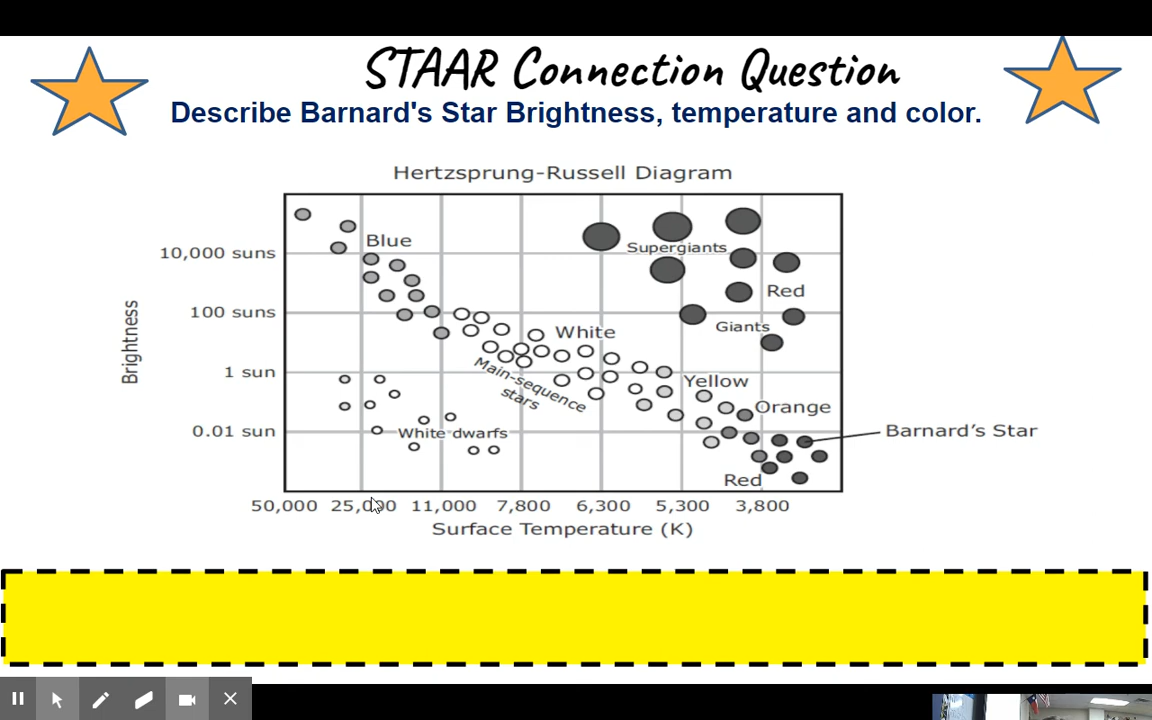 STAAR Connection Question
Describe Barnard's Star Brightness, temperature and color.
Hertzsprung-Russell Diagram
Blue
10,000 suns
Supergiants
Red
100 suns
Giants
White
Brightness
1 sun
Main-sequence
stars
Yellow
Orange
0.01 sun
White dwarfs
Barnard's Star
Red
50,000 25,000 11,000 7,800 6,300 5,300 3,800
Surface Temperature (K)